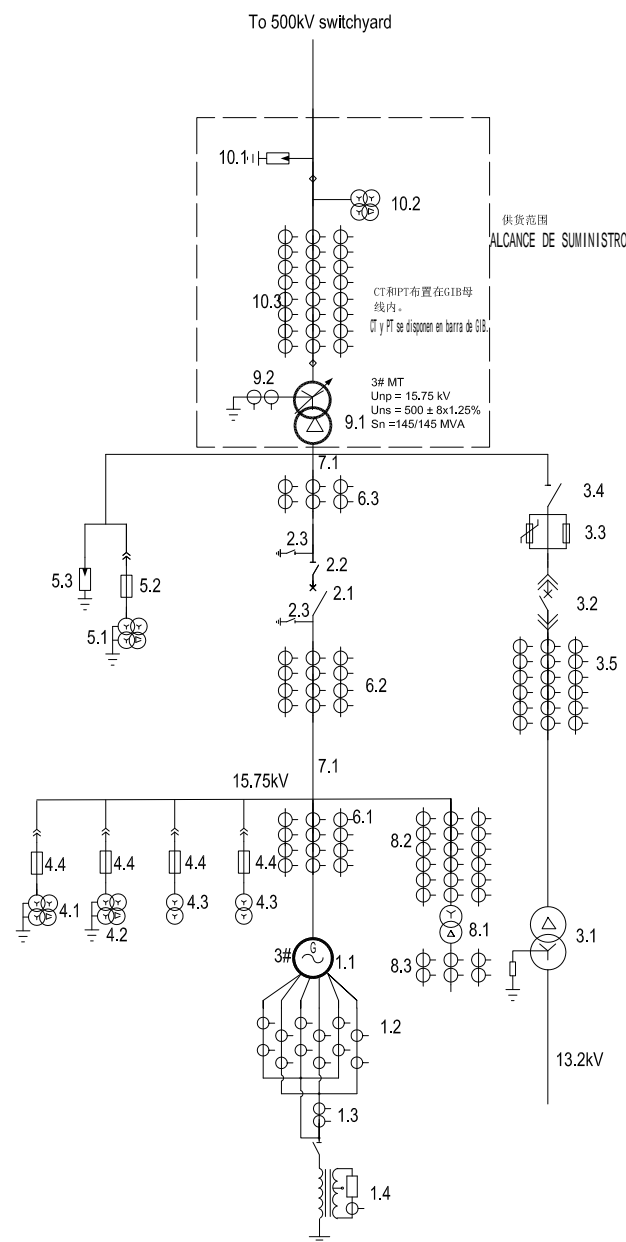 To 500kV switchyard
10.1
10.2
供货范围
ALCANCE DE SUMINISTRO
10.3
CT和PT布置在GIB母
线内。
CT y PT se disponen en barra de GIB.
9.2
3# MT
Unp = 15.75 kV
Uns = 500 ± 8x1.25%
Sn =145/145 MVA
9.1
7.1
6.3
3.4
3.3
2.3
2.2
5.3
5.2
2.1
3.2
2.3
5.1
3.5
6.2
7.1
15.75kV
6.1
8.2
4.4
4.4
4.4
4.4
4.1
4.2
4.3
4.3
8.1
3.1
G
3#
1.1
8.3
1.2
13.2kV
1.3
1.4